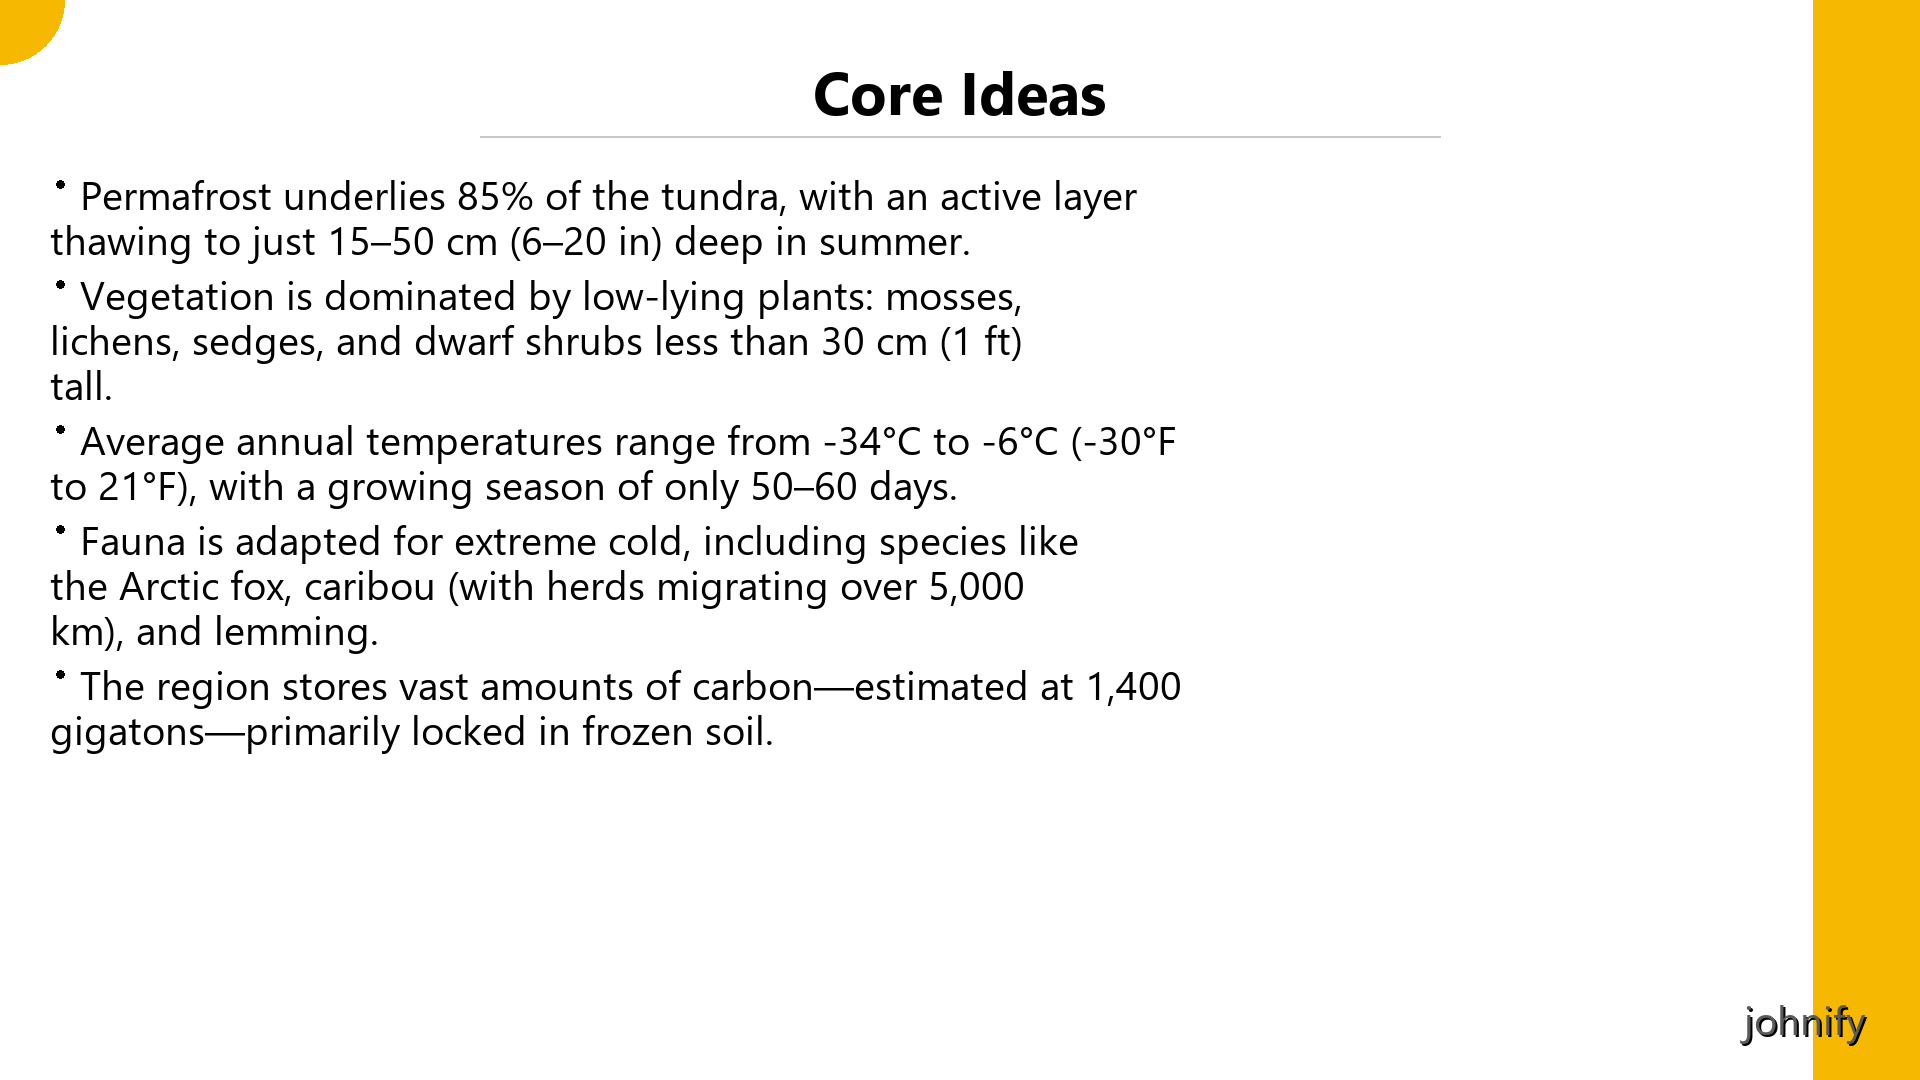 Core Ideas
• Permafrost underlies 85% of the tundra, with an active layer
thawing to just 15–50 cm (6–20 in) deep in summer.
• Vegetation is dominated by low-lying plants: mosses,
lichens, sedges, and dwarf shrubs less than 30 cm (1 ft)
tall.
• Average annual temperatures range from -34°C to -6°C (-30°F
to 21°F), with a growing season of only 50–60 days.
• Fauna is adapted for extreme cold, including species like
the Arctic fox, caribou (with herds migrating over 5,000
km), and lemming.
• The region stores vast amounts of carbon—estimated at 1,400
gigatons—primarily locked in frozen soil.
johnify